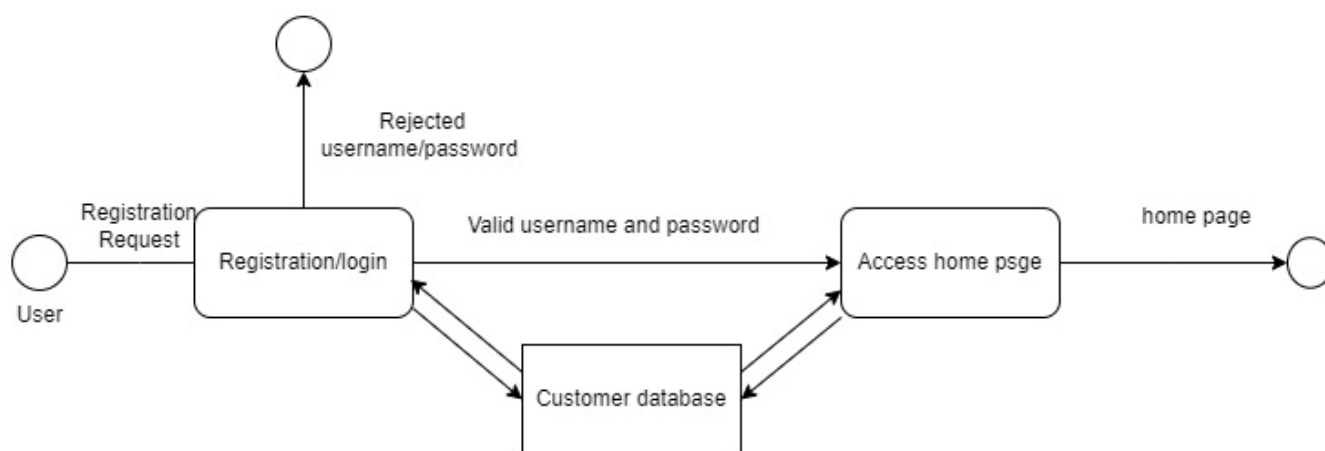 Rejected
username/password
Registration
Request
Registration/login
Valid username and password
Access home psge
home page
User
Customer database